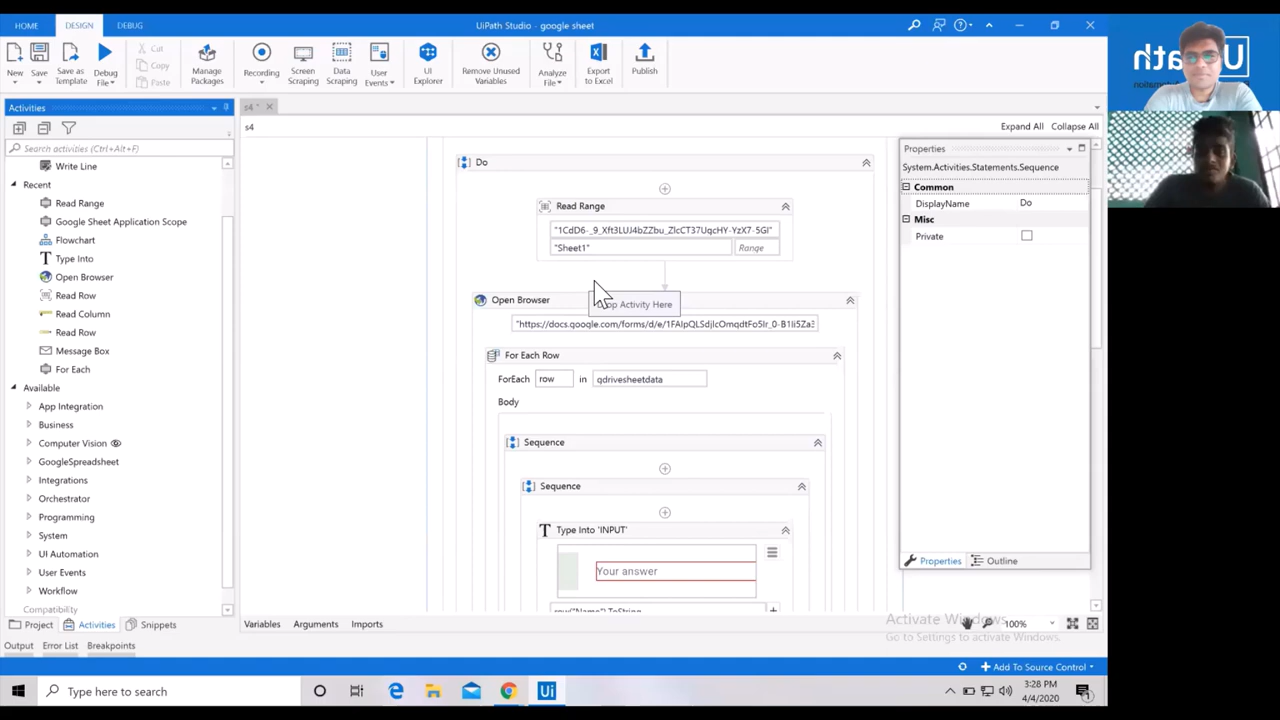 HOME
DESIGN
DEBUG
UiPath Studio - google sheet
New
Save
Save as Template
Debug File
Cut
Copy
Paste
Manage Packages
Recording
Screen Scraping
Data Scraping
User Events
UI Explorer
Remove Unused Variables
Analyze File
Export to Excel
Publish
Activities
s4 *
Search activities (Ctrl+Alt+F)
s4
Expand All
Collapse All
Write Line
Recent
Read Range
Google Sheet Application Scope
Flowchart
Type Into
Open Browser
Read Row
Read Column
Read Row
Message Box
For Each
Available
App Integration
Business
Computer Vision
GoogleSpreadsheet
Integrations
Orchestrator
Programming
System
UI Automation
User Events
Workflow
Compatibility
Do
Read Range
"Sheet1"
Range
Open Browser
Activity Here
For Each Row
ForEach row in qdrivesheetdata
Body
Sequence
Sequence
Type Into 'INPUT'
Your answer
row("Name").ToString
Properties
System.Activities.Statements.Sequence
Common
DisplayName Do
Misc
Private
Properties
Outline
Project
Activities
Snippets
Variables
Arguments
Imports
100%
Activate Windows
Go to Settings to activate Windows.
Output
Error List
Breakpoints
Add To Source Control
Type here to search
Ui
3:28 PM
4/4/2020
UiPath